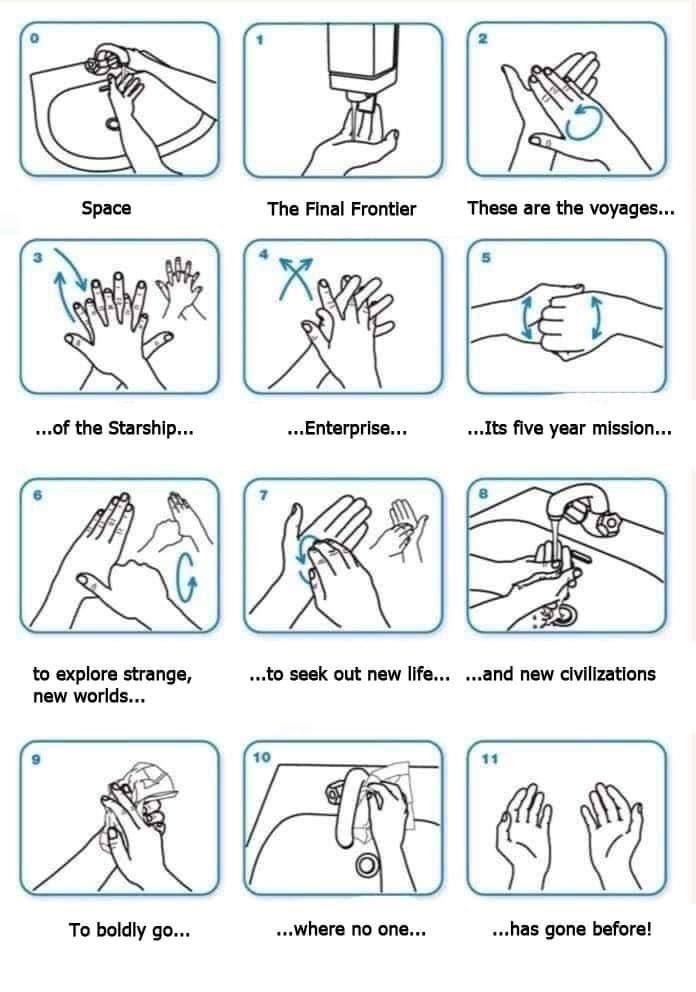 0
1
2
Space
The Final Frontier
These are the voyages...
3
4
5
...of the Starship...
...Enterprise...
...Its five year mission...
6
7
8
to explore strange,
new worlds...
...to seek out new life...
...and new civilizations
9
10
11
To boldly go...
...where no one...
...has gone before!